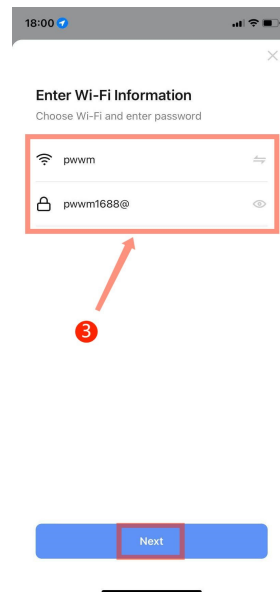 18:00
Enter Wi-Fi Information
Choose Wi-Fi and enter password
pwwm
pwwm1688@
3
Next